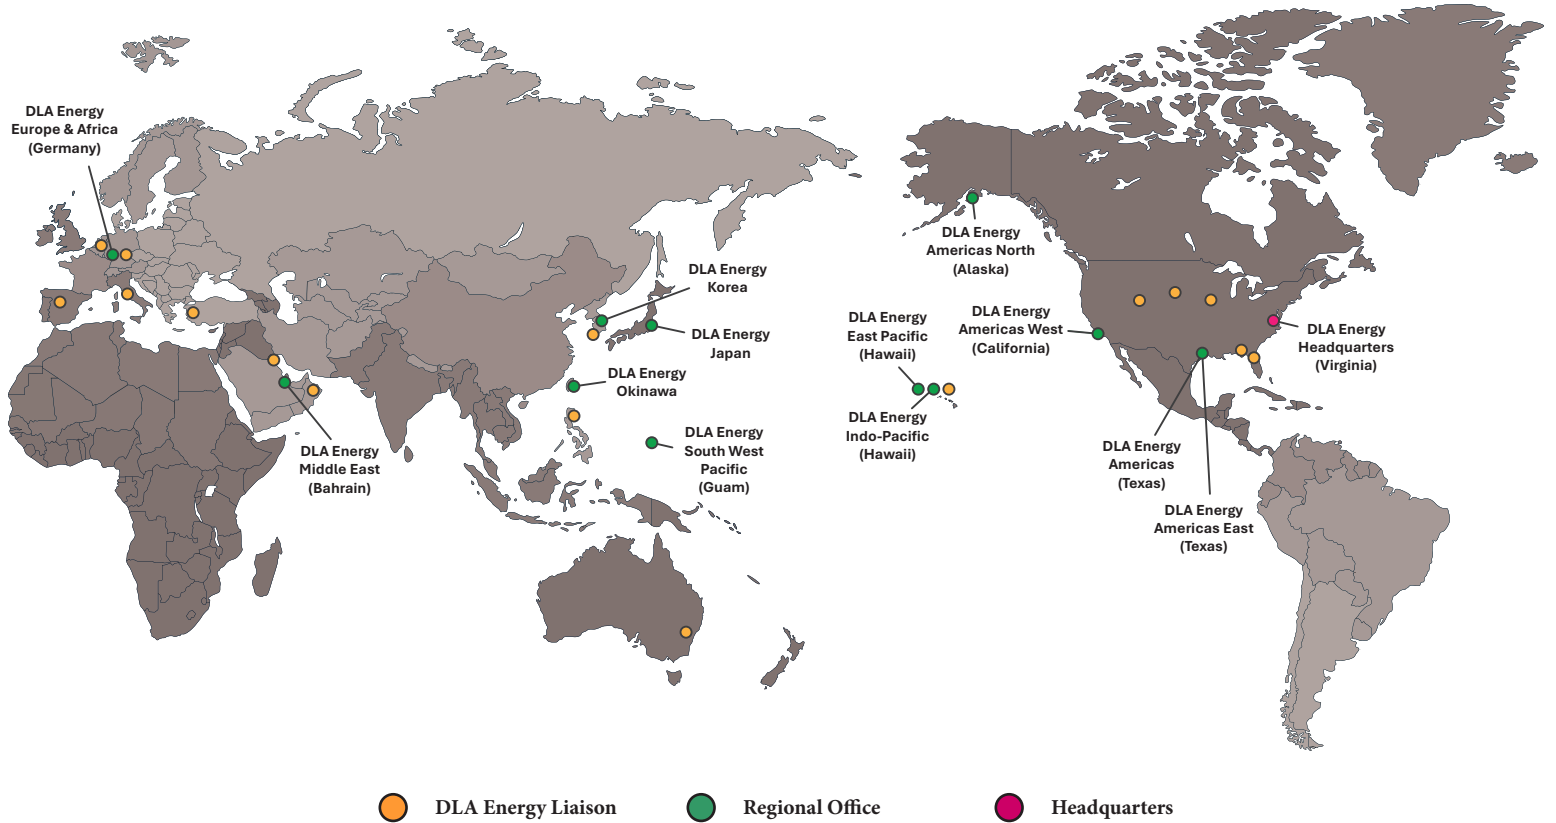 DLA Energy
Europe & Africa
(Germany)
DLA Energy
Korea
DLA Energy
Japan
DLA Energy
Okinawa
DLA Energy
South West
Pacific
(Guam)
DLA Energy
Middle East
(Bahrain)
DLA Energy
Americas North
(Alaska)
DLA Energy
East Pacific
(Hawaii)
DLA Energy
Indo-Pacific
(Hawaii)
DLA Energy
Americas West
(California)
DLA Energy
Headquarters
(Virginia)
DLA Energy
Americas
(Texas)
DLA Energy
Americas East
(Texas)
DLA Energy Liaison
Regional Office
Headquarters